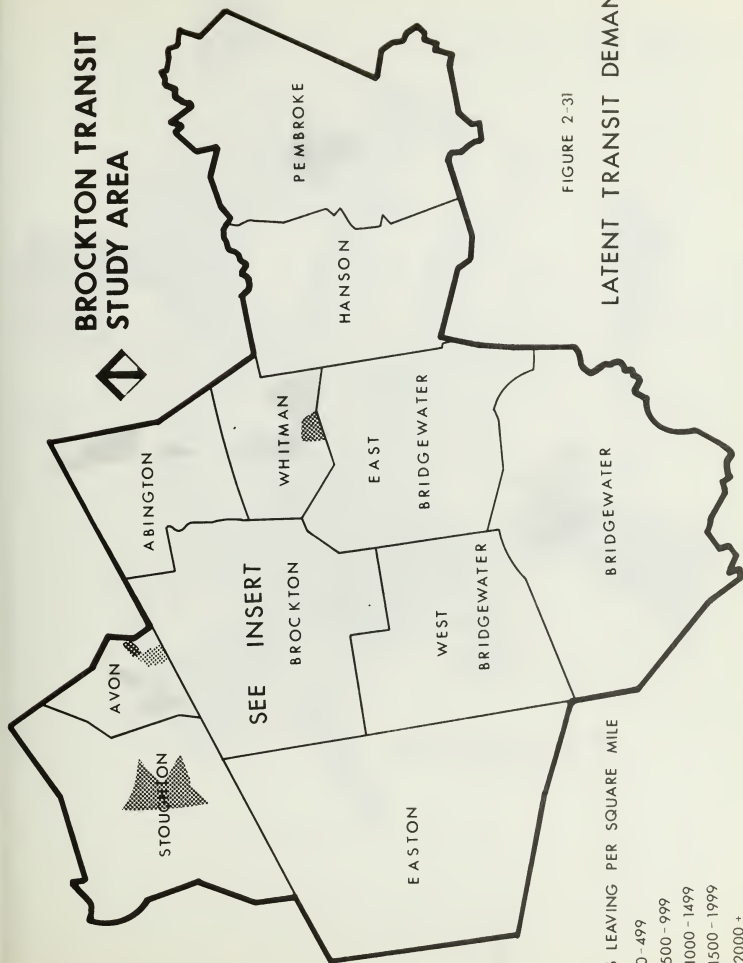 BROCKTON TRANSIT
STUDY AREA
PEMBROKE
HANSON
WHITMAN
ABINGTON
EAST
BRIDGEWATER
AVON
SEE INSERT
BROCKTON
WEST
BRIDGEWATER
BRIDGEWATER
STOUGHTON
EASTON
FIGURE 2-31
LATENT TRANSIT DEMAN
LEAVING PER SQUARE MILE
0-499
500-999
1000-1499
1500-1999
2000 +